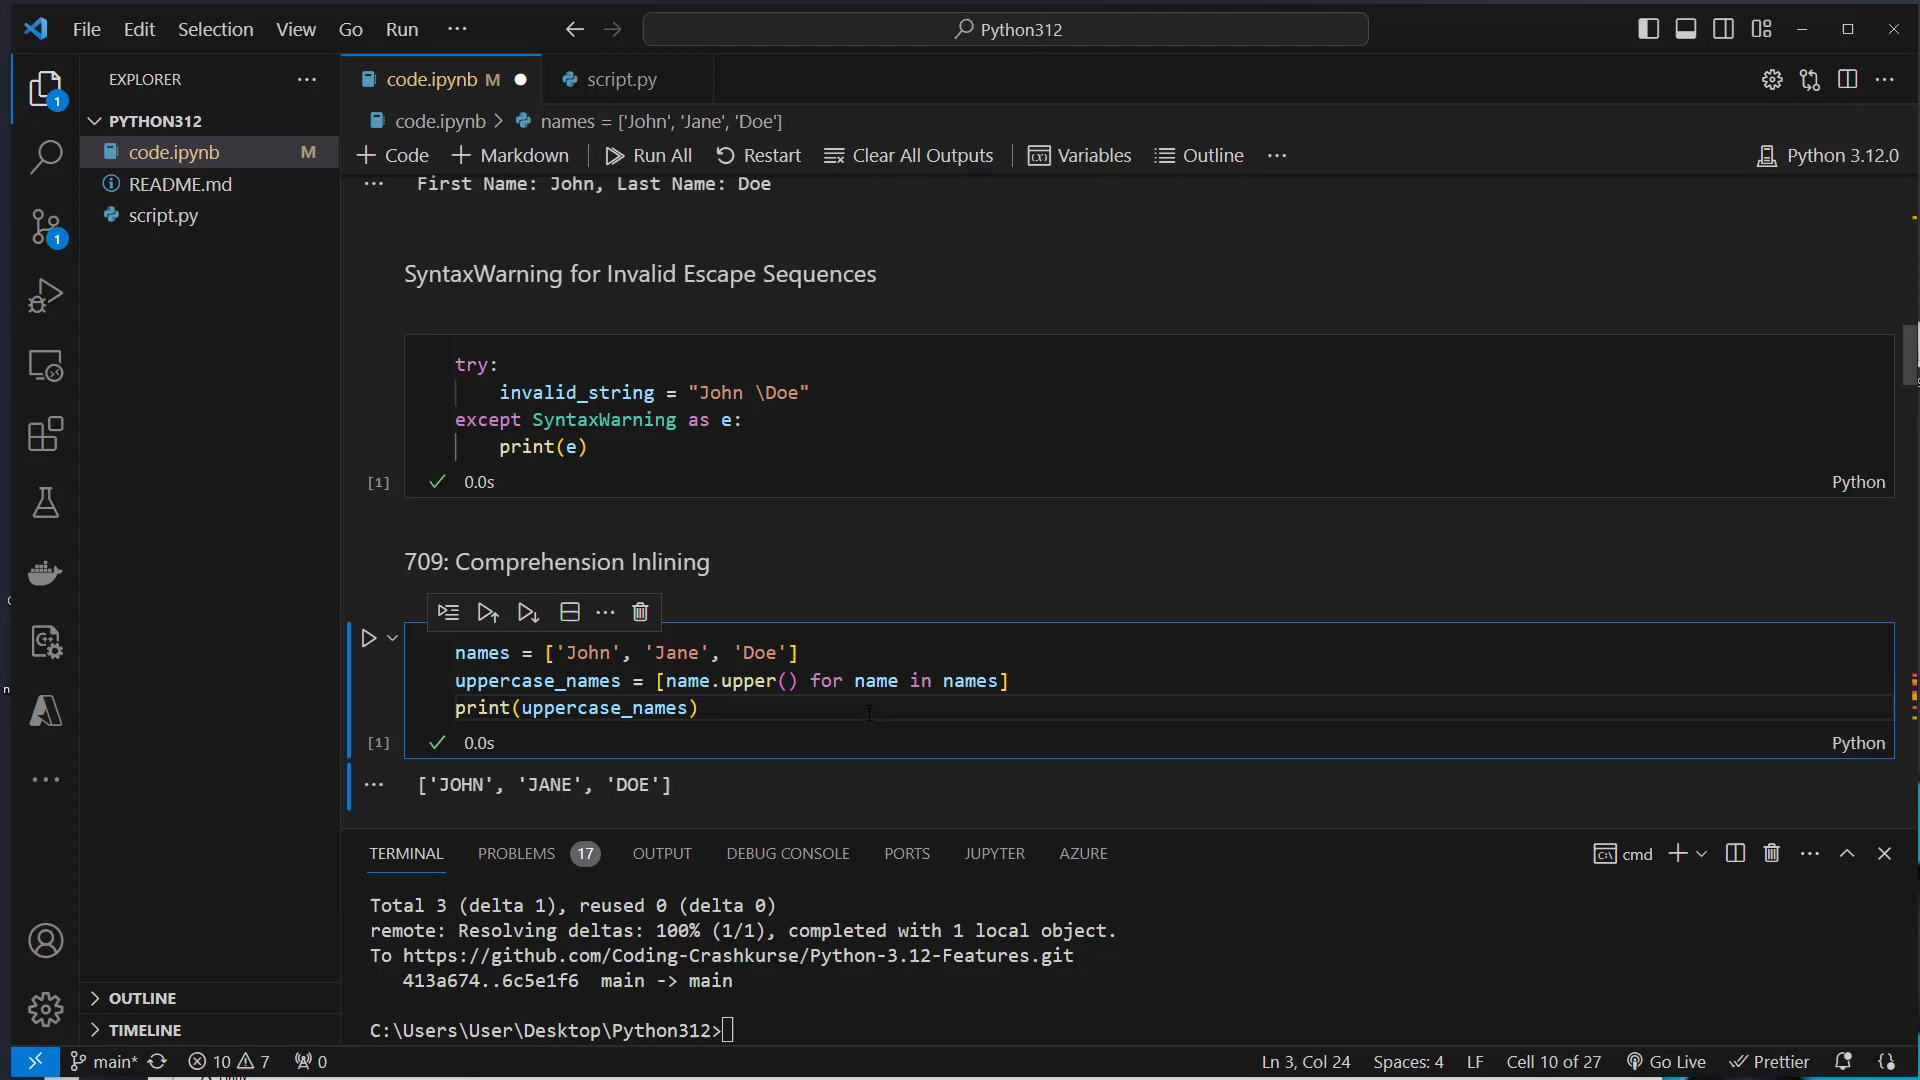 File Edit Selection View Go Run ···
Python312
EXPLORER ···
code.ipynb M
script.py
PYTHON312
code.ipynb > names = ['John', 'Jane', 'Doe']
code.ipynb M
README.md
script.py
+ Code + Markdown Run All Restart Clear All Outputs Variables Outline ··· Python 3.12.0
··· First Name: John, Last Name: Doe
SyntaxWarning for Invalid Escape Sequences
try:
invalid_string = "John \Doe"
except SyntaxWarning as e:
print(e)
[1] 0.0s Python
709: Comprehension Inlining
names = ['John', 'Jane', 'Doe']
uppercase_names = [name.upper() for name in names]
print(uppercase_names)
[1] 0.0s Python
··· ['JOHN', 'JANE', 'DOE']
TERMINAL PROBLEMS 17 OUTPUT DEBUG CONSOLE PORTS JUPYTER AZURE
cmd
Total 3 (delta 1), reused 0 (delta 0)
remote: Resolving deltas: 100% (1/1), completed with 1 local object.
To https://github.com/Coding-Crashkurse/Python-3.12-Features.git
413a674..6c5e1f6 main -> main
C:\Users\User\Desktop\Python312>
1
1
OUTLINE
TIMELINE
main* 10 7 0
Ln 3, Col 24 Spaces: 4 LF Cell 10 of 27 Go Live Prettier